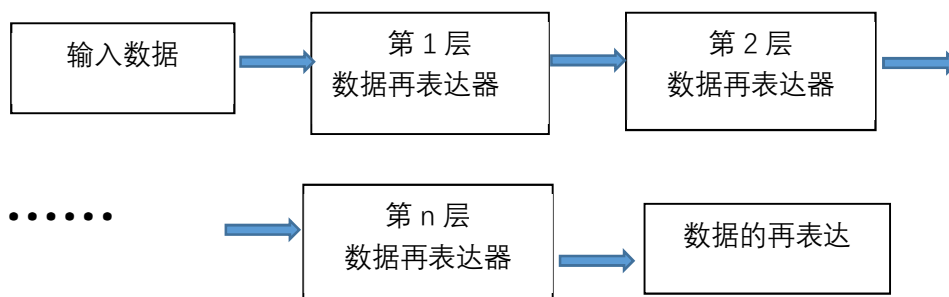 输入数据
第 1 层
数据再表达器
第 2 层
数据再表达器
······
第 n 层
数据再表达器
数据的再表达